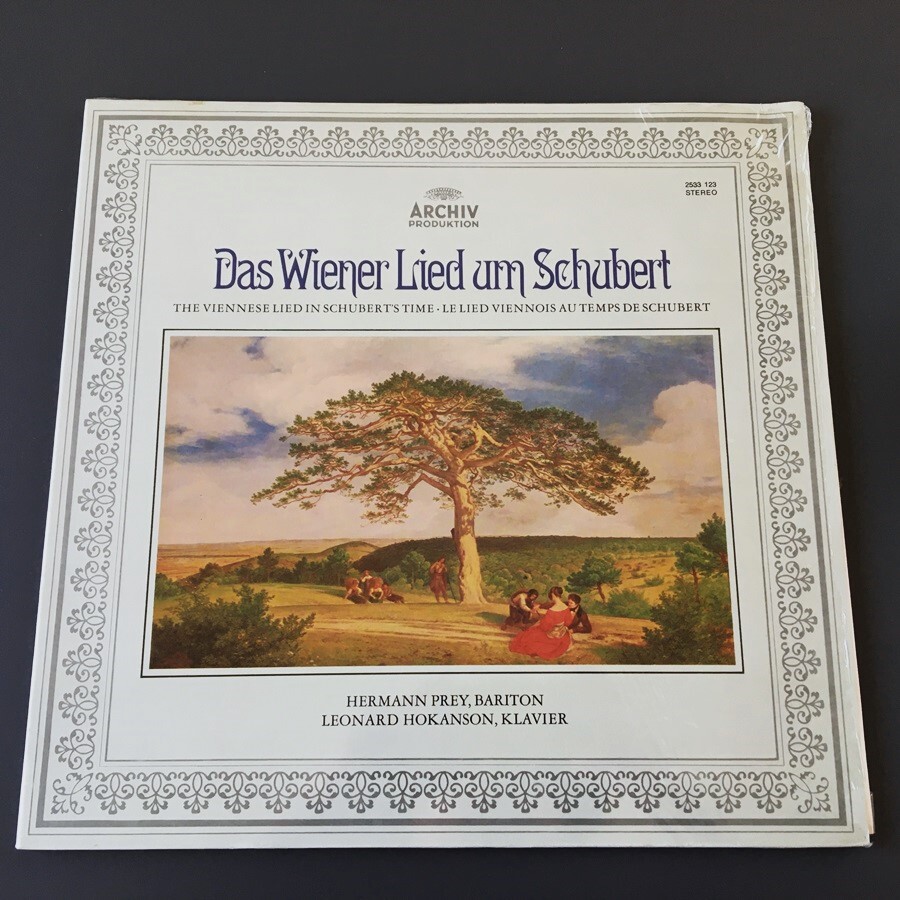 2533 123
STEREO
ARCHIV
PRODUKTION
Das Wiener Lied um Schubert
THE VIENNESE LIED IN SCHUBERT'S TIME · LE LIED VIENNOIS AU TEMPS DE SCHUBERT
HERMANN PREY, BARITON
LEONARD HOKANSON, KLAVIER